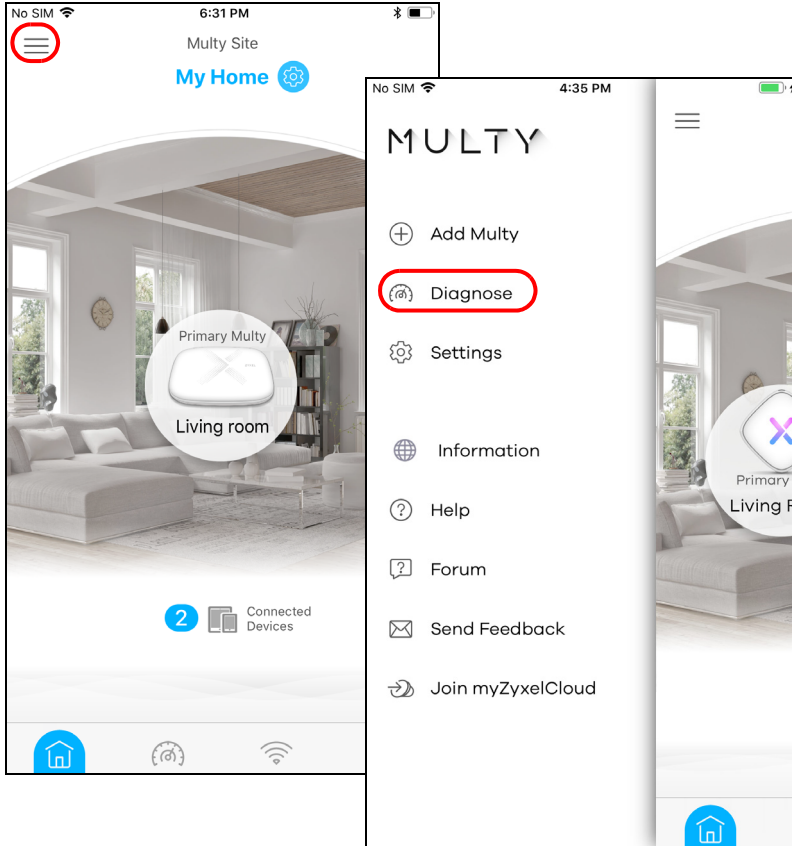 No SIM 6:31 PM
Multy Site
My Home
Primary Multy
Living room
2 Connected
Devices
No SIM 4:35 PM
MULTY
Add Multy
Diagnose
Settings
Information
Help
Forum
Send Feedback
Join myZyxelCloud
Primary
Living